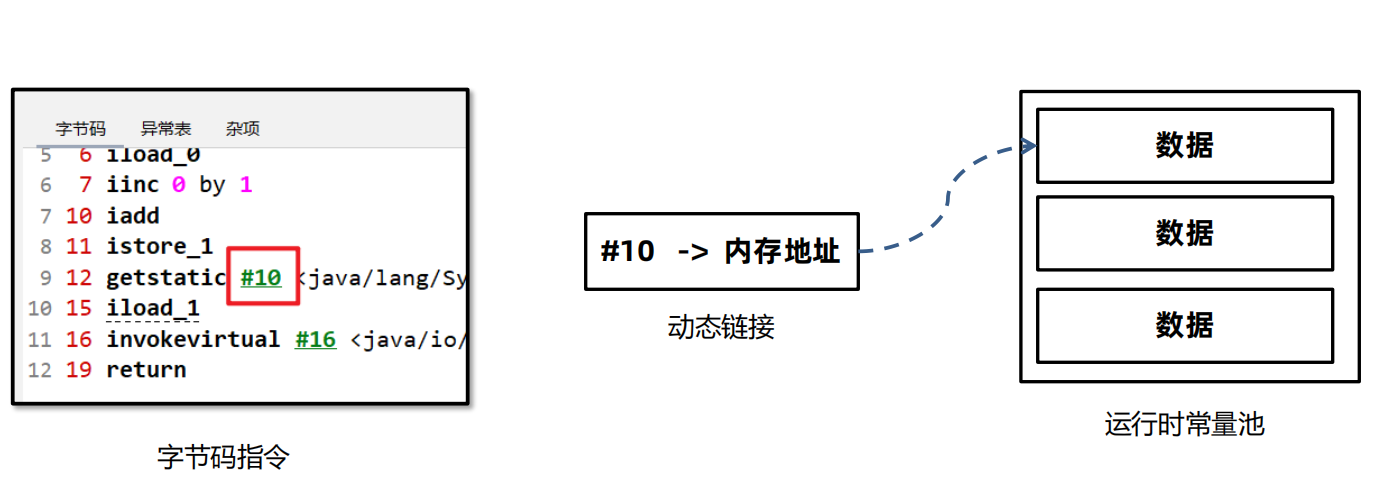 字节码 异常表 杂项
5 6 iload_0
6 7 iinc 0 by 1
7 10 iadd
8 11 istore_1
9 12 getstatic #10 <java/lang/Sy
10 15 iload_1
11 16 invokevirtual #16 <java/io/
12 19 return
字节码指令
#10 -> 内存地址
动态链接
数据
数据
数据
运行时常量池